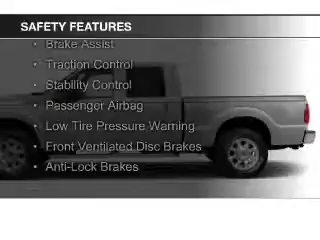 SAFETY FEATURES
• Brake Assist
• Traction Control
• Stability Control
• Passenger Airbag
• Low Tire Pressure Warning
• Front Ventilated Disc Brakes
• Anti-Lock Brakes